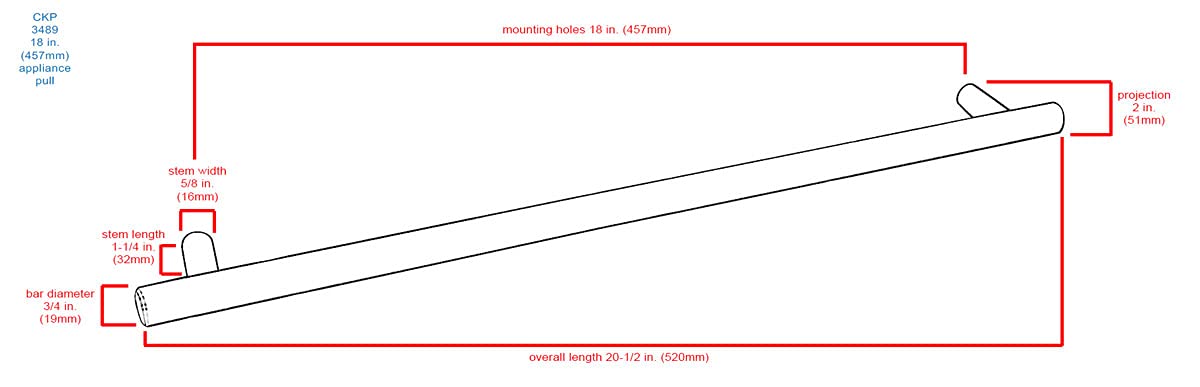 CKP
3489
18 in.
(457mm)
appliance
pull
mounting holes 18 in. (457mm)
projection
2 in.
(51mm)
stem width
5/8 in.
(16mm)
stem length
1-1/4 in.
(32mm)
bar diameter
3/4 in.
(19mm)
overall length 20-1/2 in. (520mm)